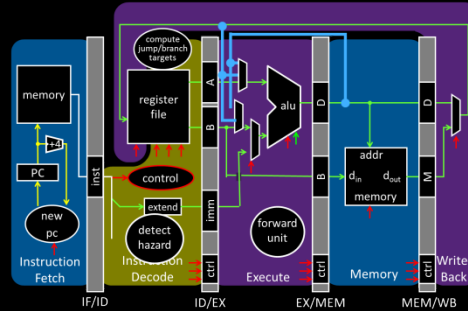 compute
jump/branch
targets
memory
register
file
A
B
alu
D
D
+4
addr
d_in d_out
memory
B
M
PC
inst
control
extend
imm
new
pc
detect
hazard
forward
unit
Instruction
Fetch
Instruction
Decode
ctrl
Execute
ctrl
Memory
ctrl
Write
Back
IF/ID
ID/EX
EX/MEM
MEM/WB